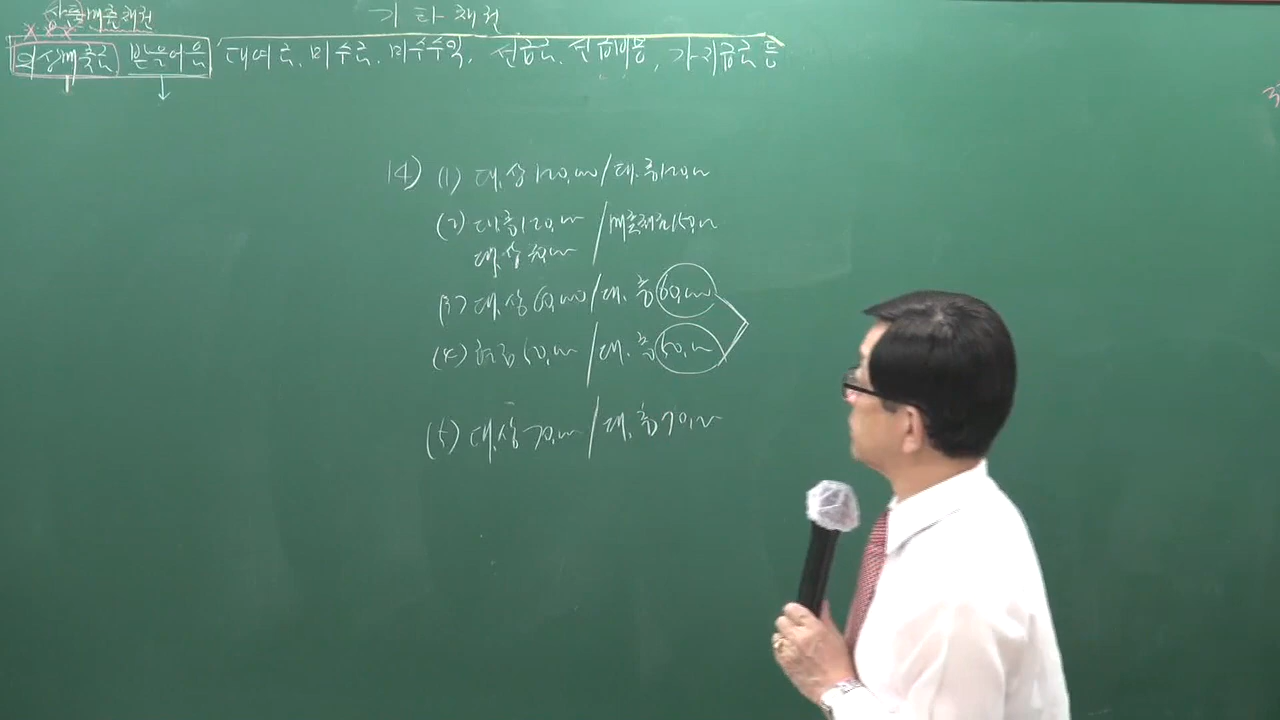 매출채권 기타채권
외상매출금 받을어음 대여금, 미수금, 미수수익, 선급금, 선급비용, 가지급금 등
14) (1) 대.상 120,000 / 대.충 120,000
(2) 대.충 120,000 / 매출채권 150,000
대.상 30,000
(3) 대.상 60,000 / 대.충 60,000
(4) 현금 50,000 / 대.충 50,000
(5) 대.상 70,000 / 대.충 70,000